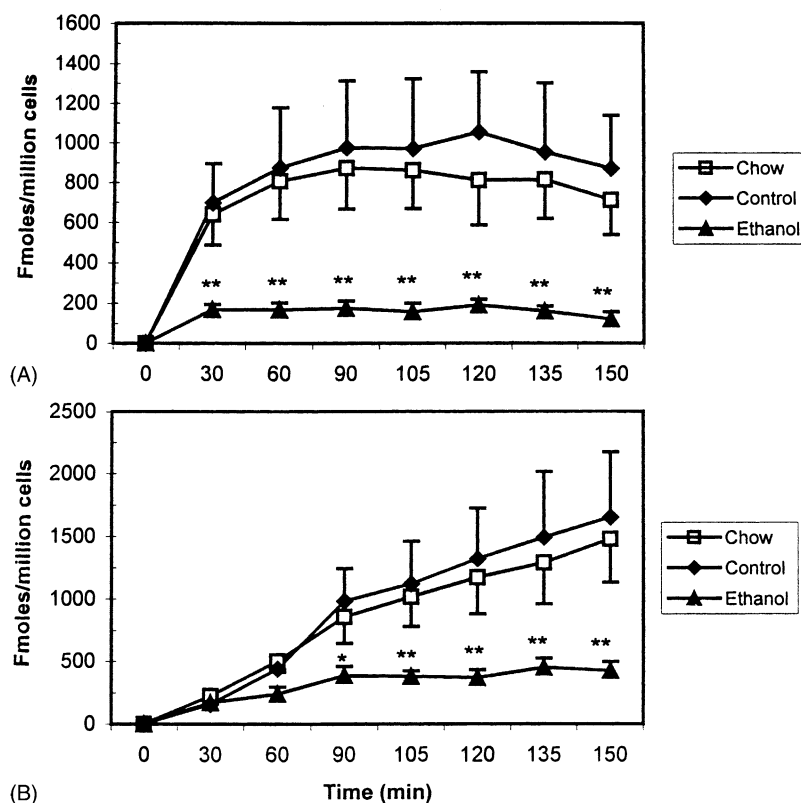 1600
1400
1200
1000
800
600
400
200
0
Fmoles/million cells
** ** ** ** ** ** **
0 30 60 90 105 120 135 150
Chow
Control
Ethanol
(A)
2500
2000
1500
1000
500
0
Fmoles/million cells
* ** ** ** **
0 30 60 90 105 120 135 150
Time (min)
Chow
Control
Ethanol
(B)